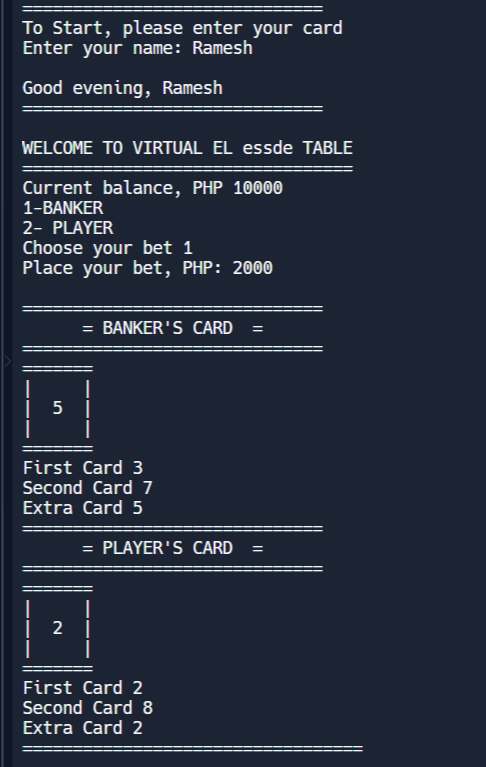 ==============================
To Start, please enter your card
Enter your name: Ramesh
Good evening, Ramesh
==============================
WELCOME TO VIRTUAL EL essde TABLE
=================================
Current balance, PHP 10000
1-BANKER
2- PLAYER
Choose your bet 1
Place your bet, PHP: 2000
==============================
= BANKER'S CARD  =
==============================
=======
|     |
|  5  |
|     |
=======
First Card 3
Second Card 7
Extra Card 5
==============================
= PLAYER'S CARD  =
==============================
=======
|     |
|  2  |
|     |
=======
First Card 2
Second Card 8
Extra Card 2
==================================